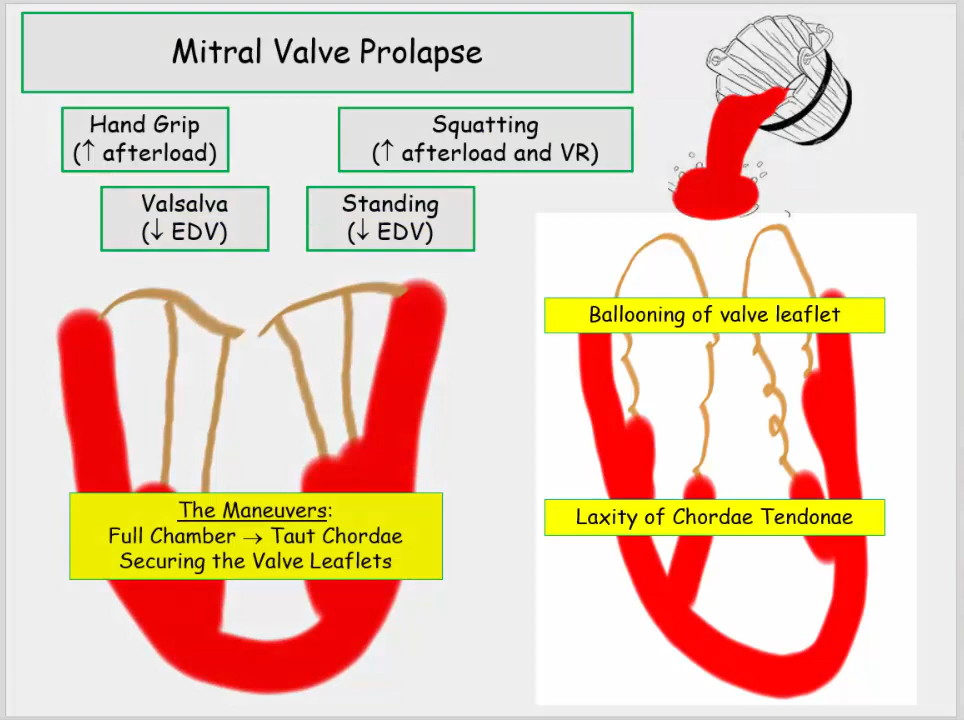 Mitral Valve Prolapse
Hand Grip
(↑ afterload)
Squatting
(↑ afterload and VR)
Valsalva
(↓ EDV)
Standing
(↓ EDV)
Ballooning of valve leaflet
The Maneuvers:
Full Chamber → Taut Chordae
Securing the Valve Leaflets
Laxity of Chordae Tendonae